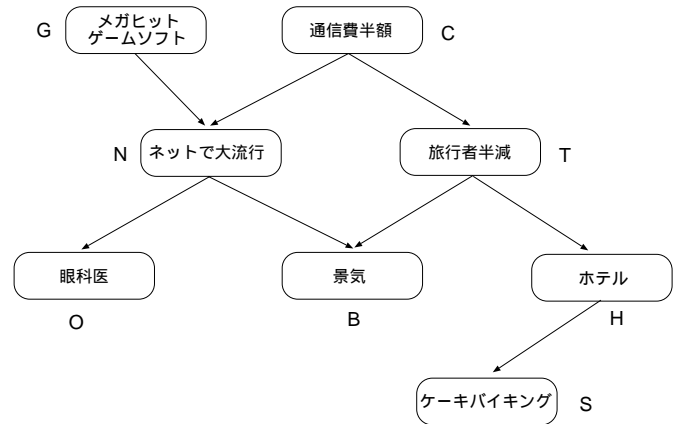 G
メガヒット
ゲームソフト
通信費半額
C
N
ネットで大流行
旅行者半減
T
眼科医
景気
ホテル
O
B
H
ケーキバイキング
S